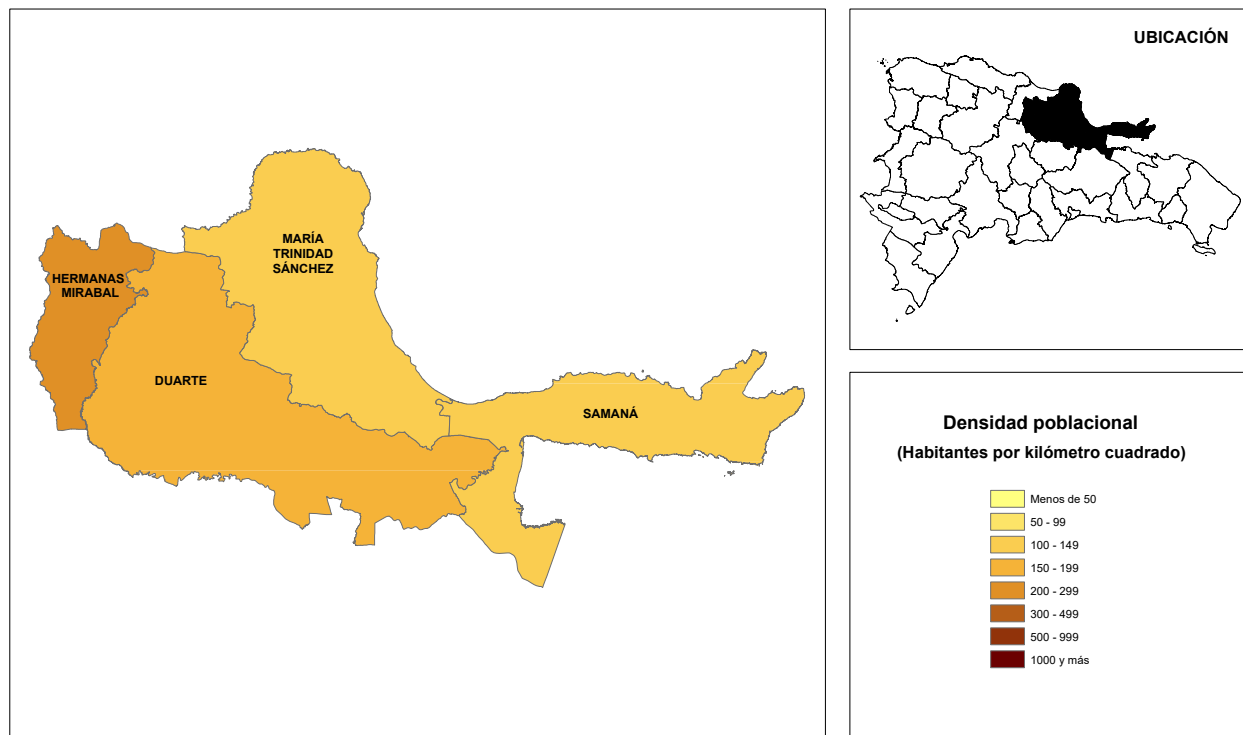 MARÍA
TRINIDAD
SÁNCHEZ
HERMANAS
MIRABAL
DUARTE
SAMANÁ
UBICACIÓN
Densidad poblacional
(Habitantes por kilómetro cuadrado)
Menos de 50
50 - 99
100 - 149
150 - 199
200 - 299
300 - 499
500 - 999
1000 y más